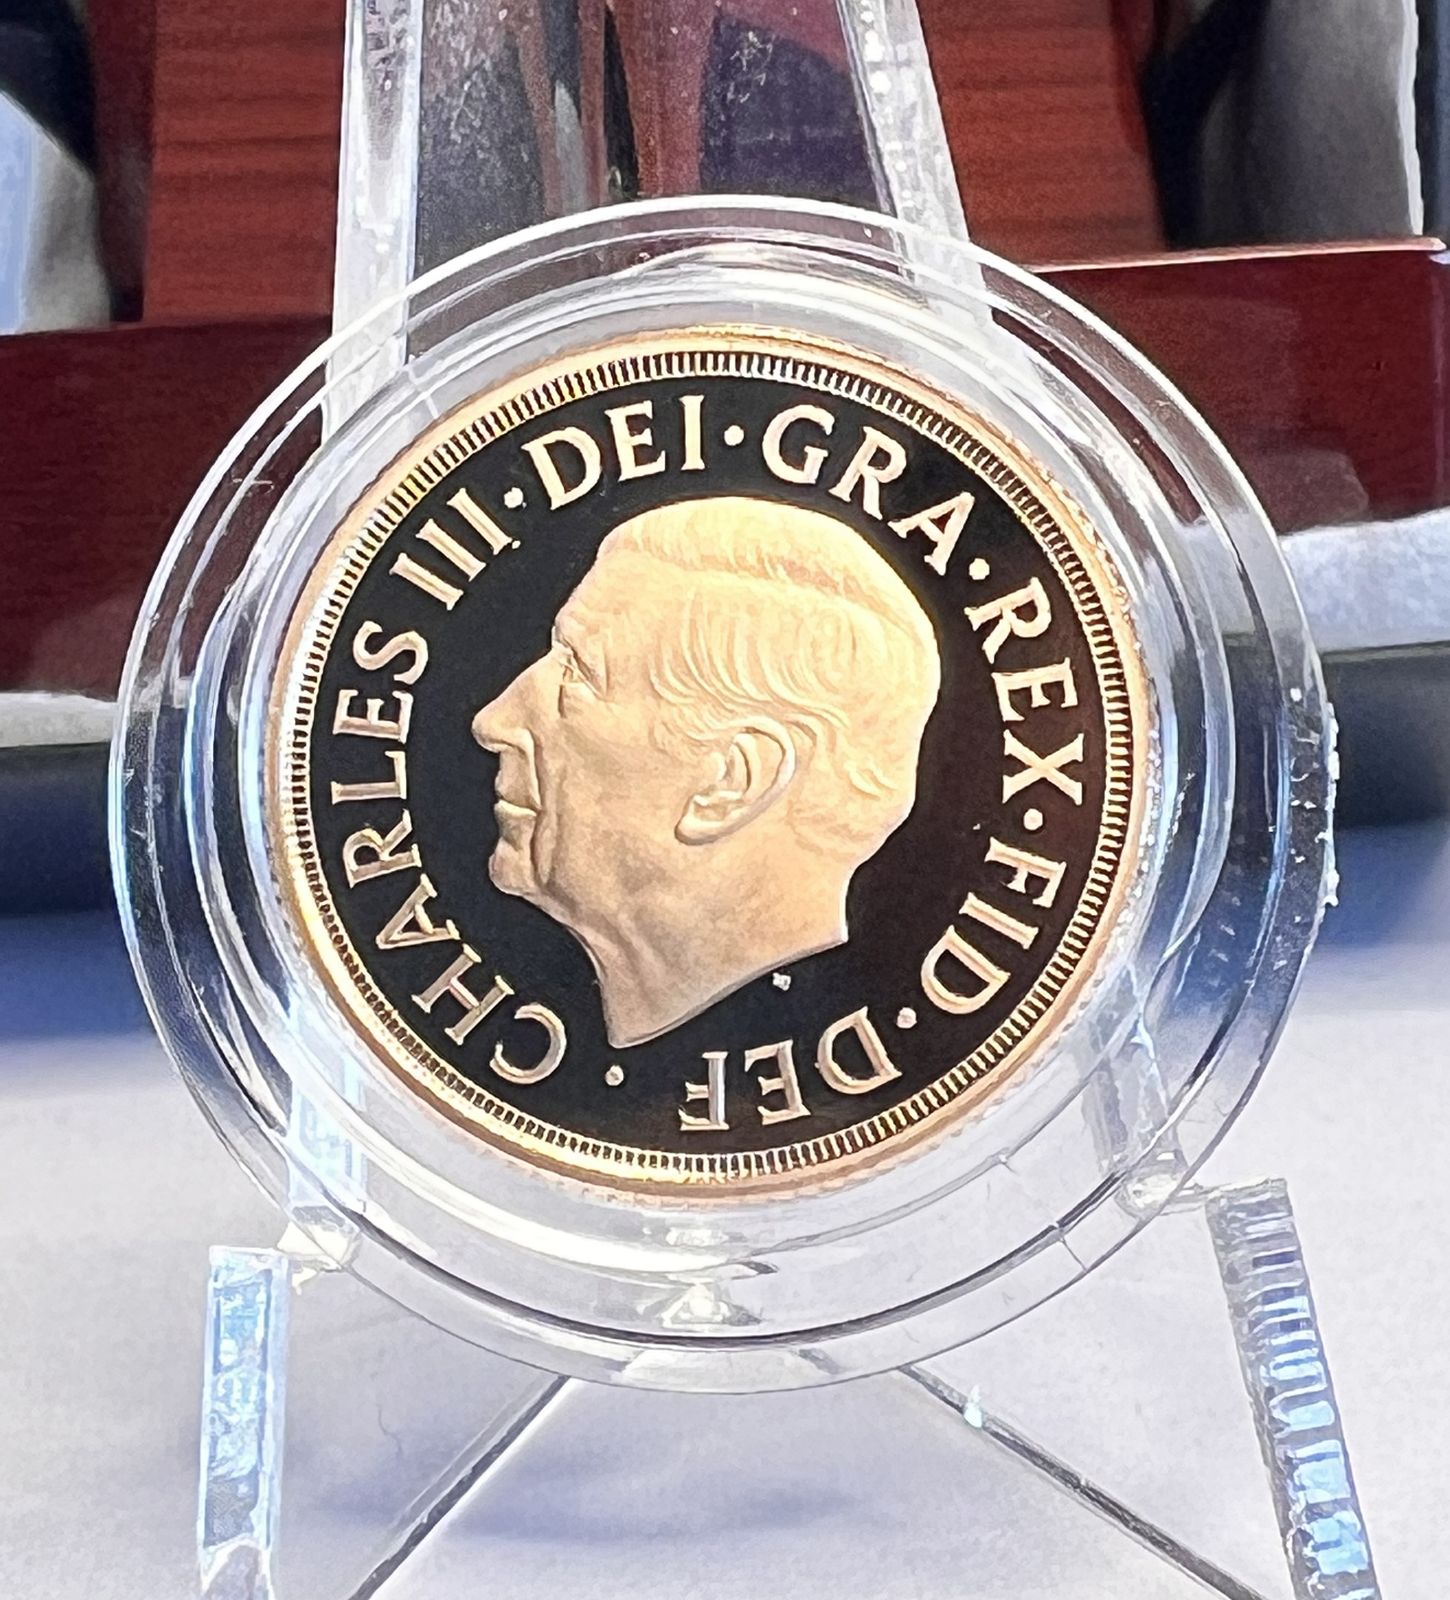 · CHARLES III · DEI · GRA · REX · FID · DEF